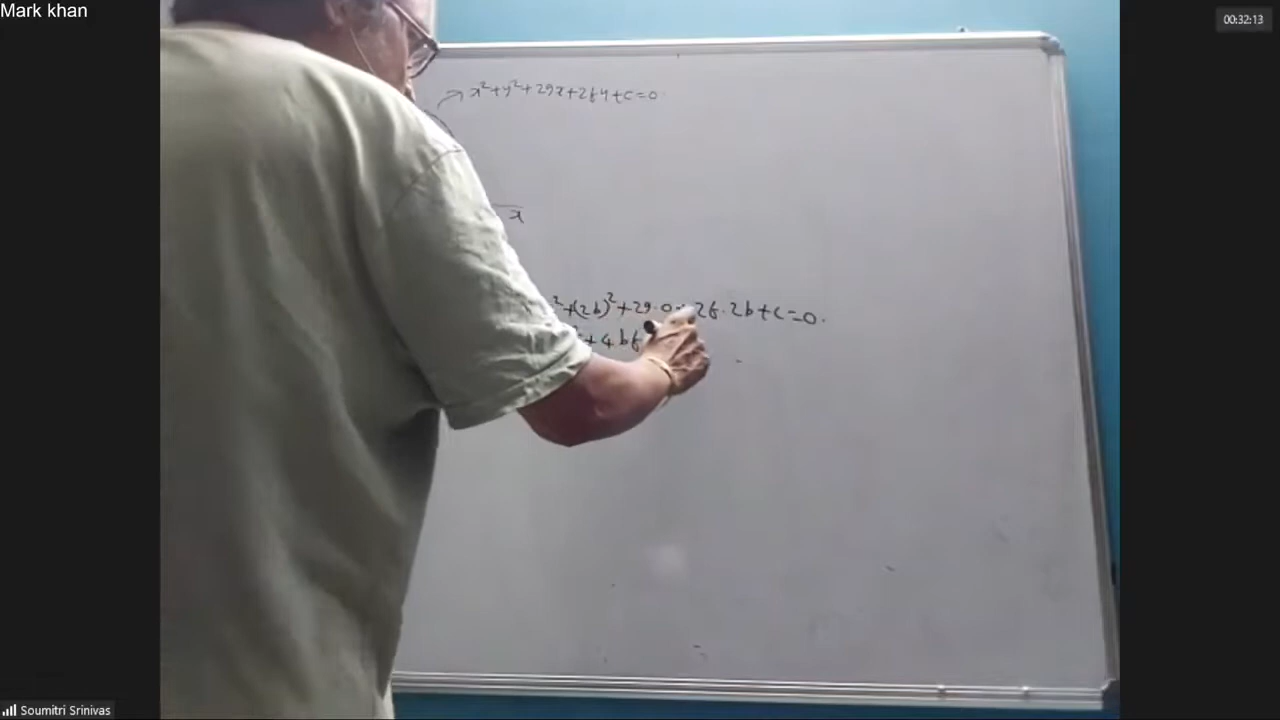 Mark khan
00:32:13
x²+y²+2gx+2fy+c=0
x
²+(2b)²+2g.0+2f.2b+c=0.
²+4bf
Soumitri Srinivas